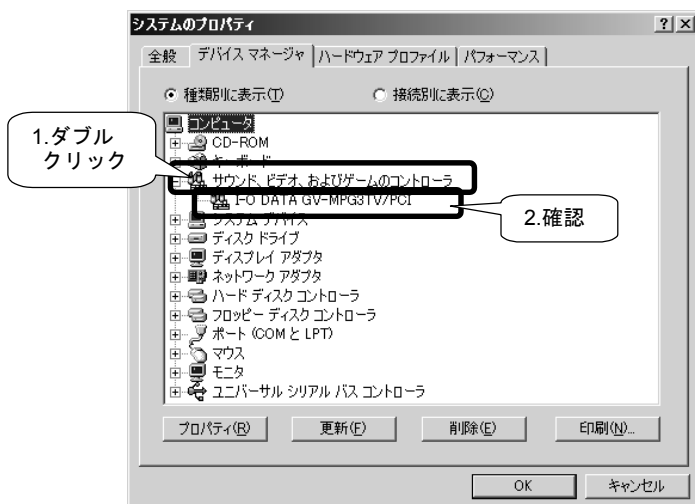 システムのプロパティ
全般 デバイス マネージャ ハードウェア プロファイル パフォーマンス
種類別に表示(T) 接続別に表示(C)
コンピュータ
CD-ROM
キーボード
サウンド、ビデオ、およびゲームのコントローラ
I-O DATA GV-MPG3TV/PCI
システム デバイス
ディスク ドライブ
ディスプレイ アダプタ
ネットワーク アダプタ
ハード ディスク コントローラ
フロッピー ディスク コントローラ
ポート (COM と LPT)
マウス
モニタ
ユニバーサル シリアル バス コントローラ
1.ダブル
クリック
2.確認
プロパティ(R) 更新(F) 削除(E) 印刷(N)...
OK キャンセル